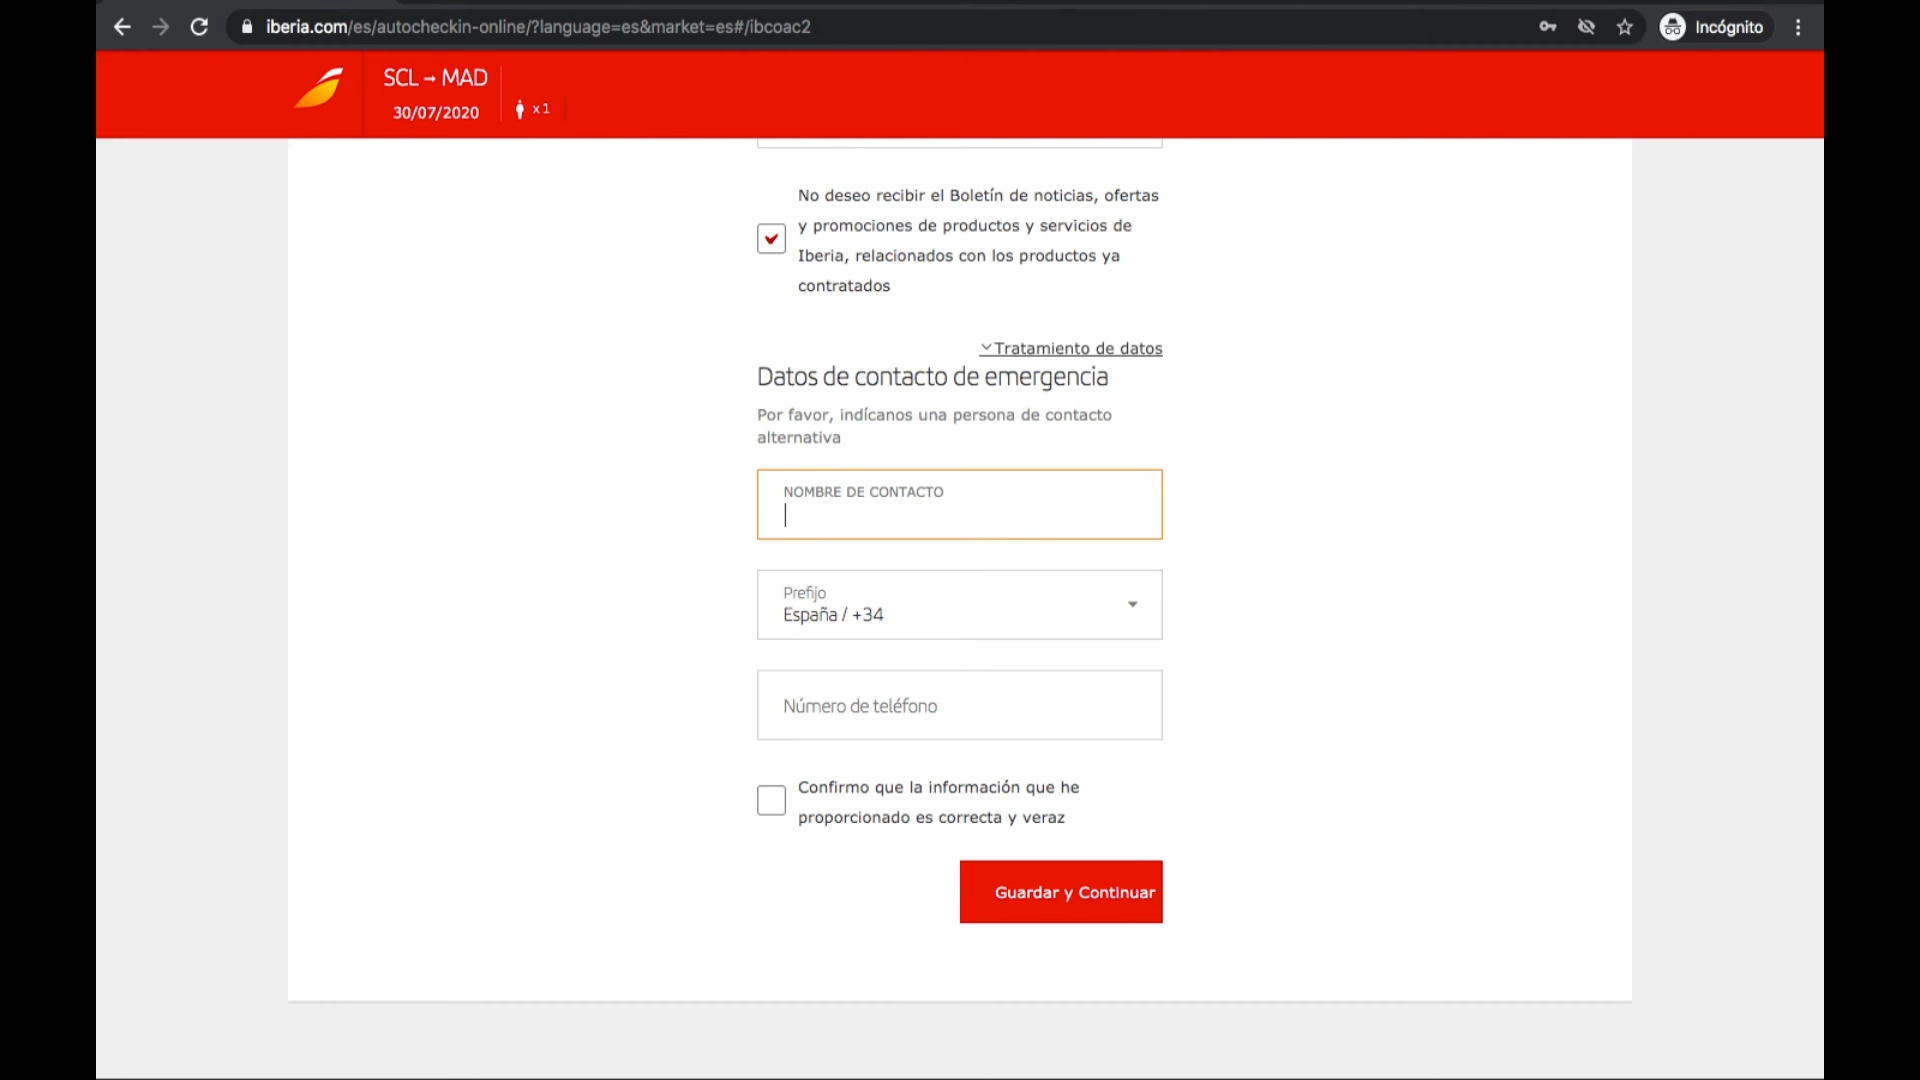 iberia.com/es/autocheckin-online/?language=es&market=es#/ibcoac2
Incógnito
SCL → MAD
30/07/2020
x1
No deseo recibir el Boletín de noticias, ofertas
y promociones de productos y servicios de
Iberia, relacionados con los productos ya
contratados
Tratamiento de datos
Datos de contacto de emergencia
Por favor, indícanos una persona de contacto
alternativa
NOMBRE DE CONTACTO
Prefijo
España / +34
Número de teléfono
Confirmo que la información que he
proporcionado es correcta y veraz
Guardar y Continuar